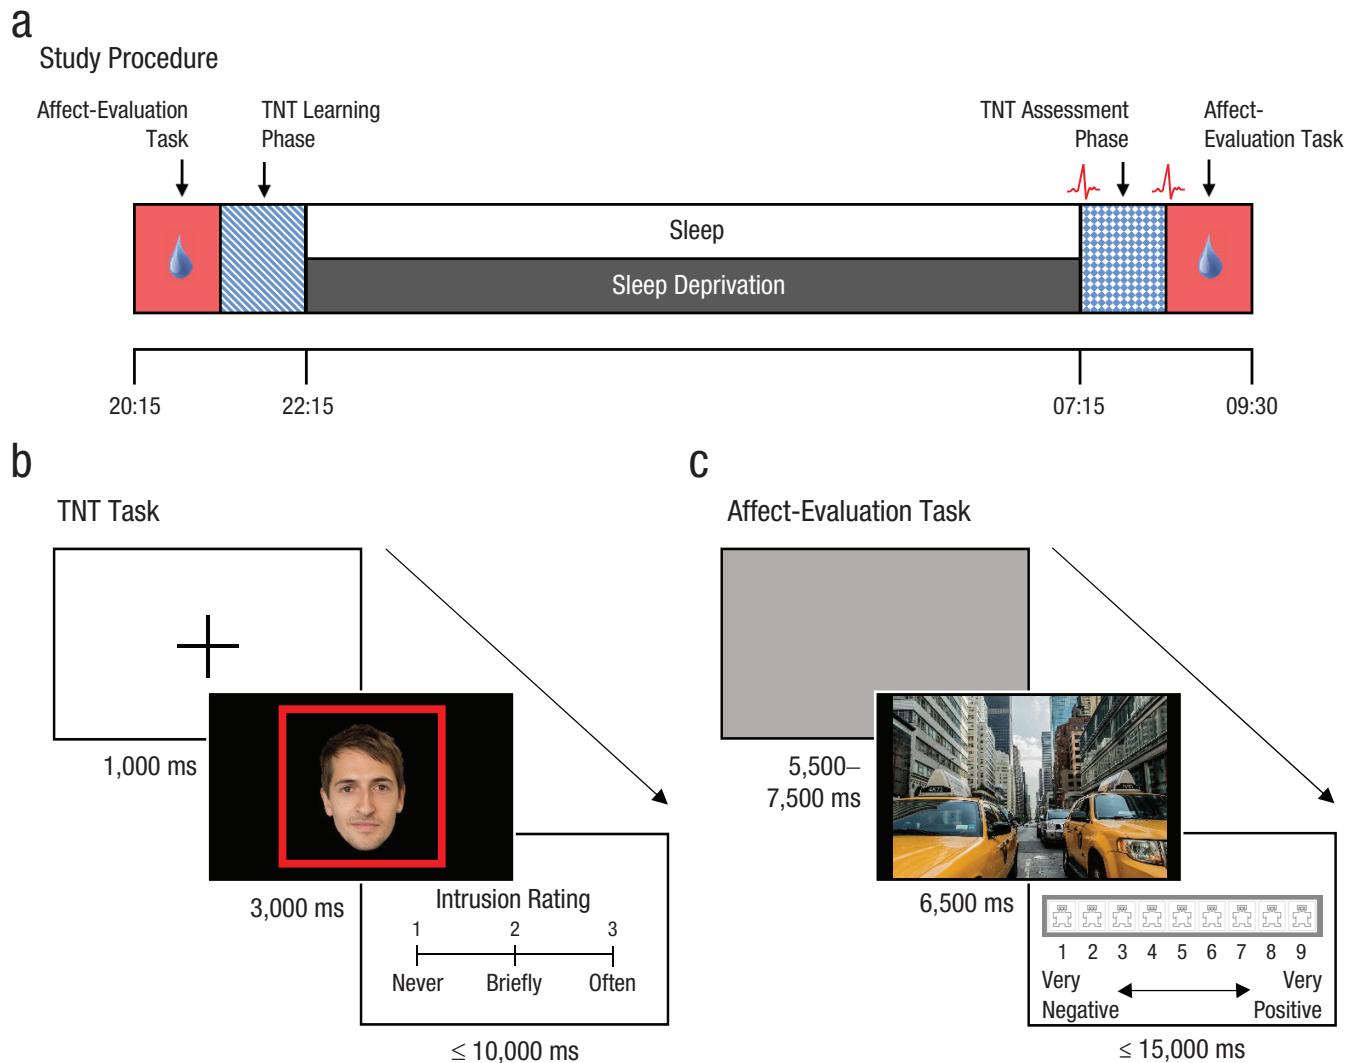 a
Study Procedure
Affect-Evaluation
Task
TNT Learning
Phase
TNT Assessment
Phase
Affect-
Evaluation Task
Sleep
Sleep Deprivation
20:15
22:15
07:15
09:30
b
TNT Task
1,000 ms
3,000 ms
Intrusion Rating
1 2 3
Never Briefly Often
≤ 10,000 ms
c
Affect-Evaluation Task
5,500–
7,500 ms
6,500 ms
1 2 3 4 5 6 7 8 9
Very Very
Negative Positive
≤ 15,000 ms